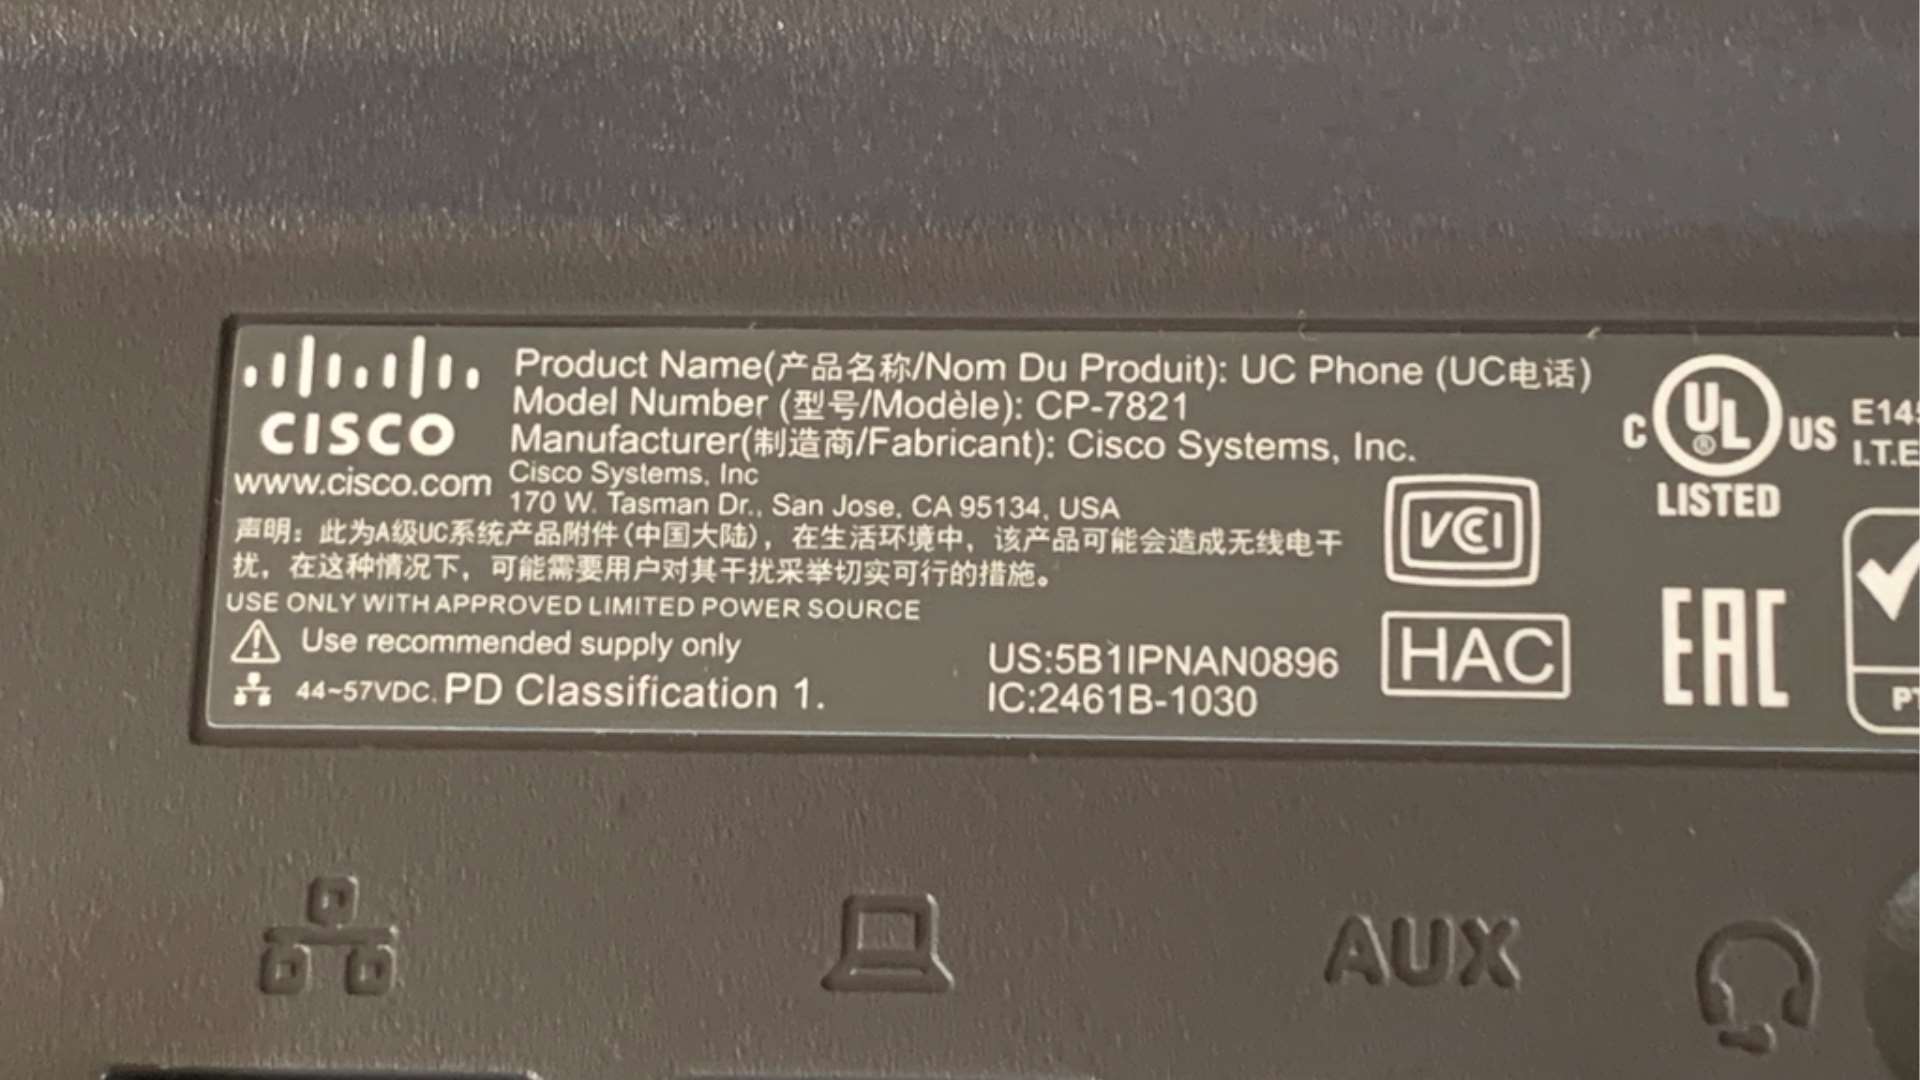 CISCO
www.cisco.com
Product Name(产品名称/Nom Du Produit): UC Phone (UC电话)
Model Number (型号/Modèle): CP-7821
Manufacturer(制造商/Fabricant): Cisco Systems, Inc.
Cisco Systems, Inc
170 W. Tasman Dr., San Jose, CA 95134, USA
声明: 此为A级UC系统产品附件(中国大陆), 在生活环境中, 该产品可能会造成无线电干
扰, 在这种情况下, 可能需要用户对其干扰采举切实可行的措施。
USE ONLY WITH APPROVED LIMITED POWER SOURCE
Use recommended supply only
44~57VDC. PD Classification 1.
US:5B1IPNAN0896
IC:2461B-1030
VCCI
HAC
C UL ® US
LISTED
I.T.E
EAC
AUX